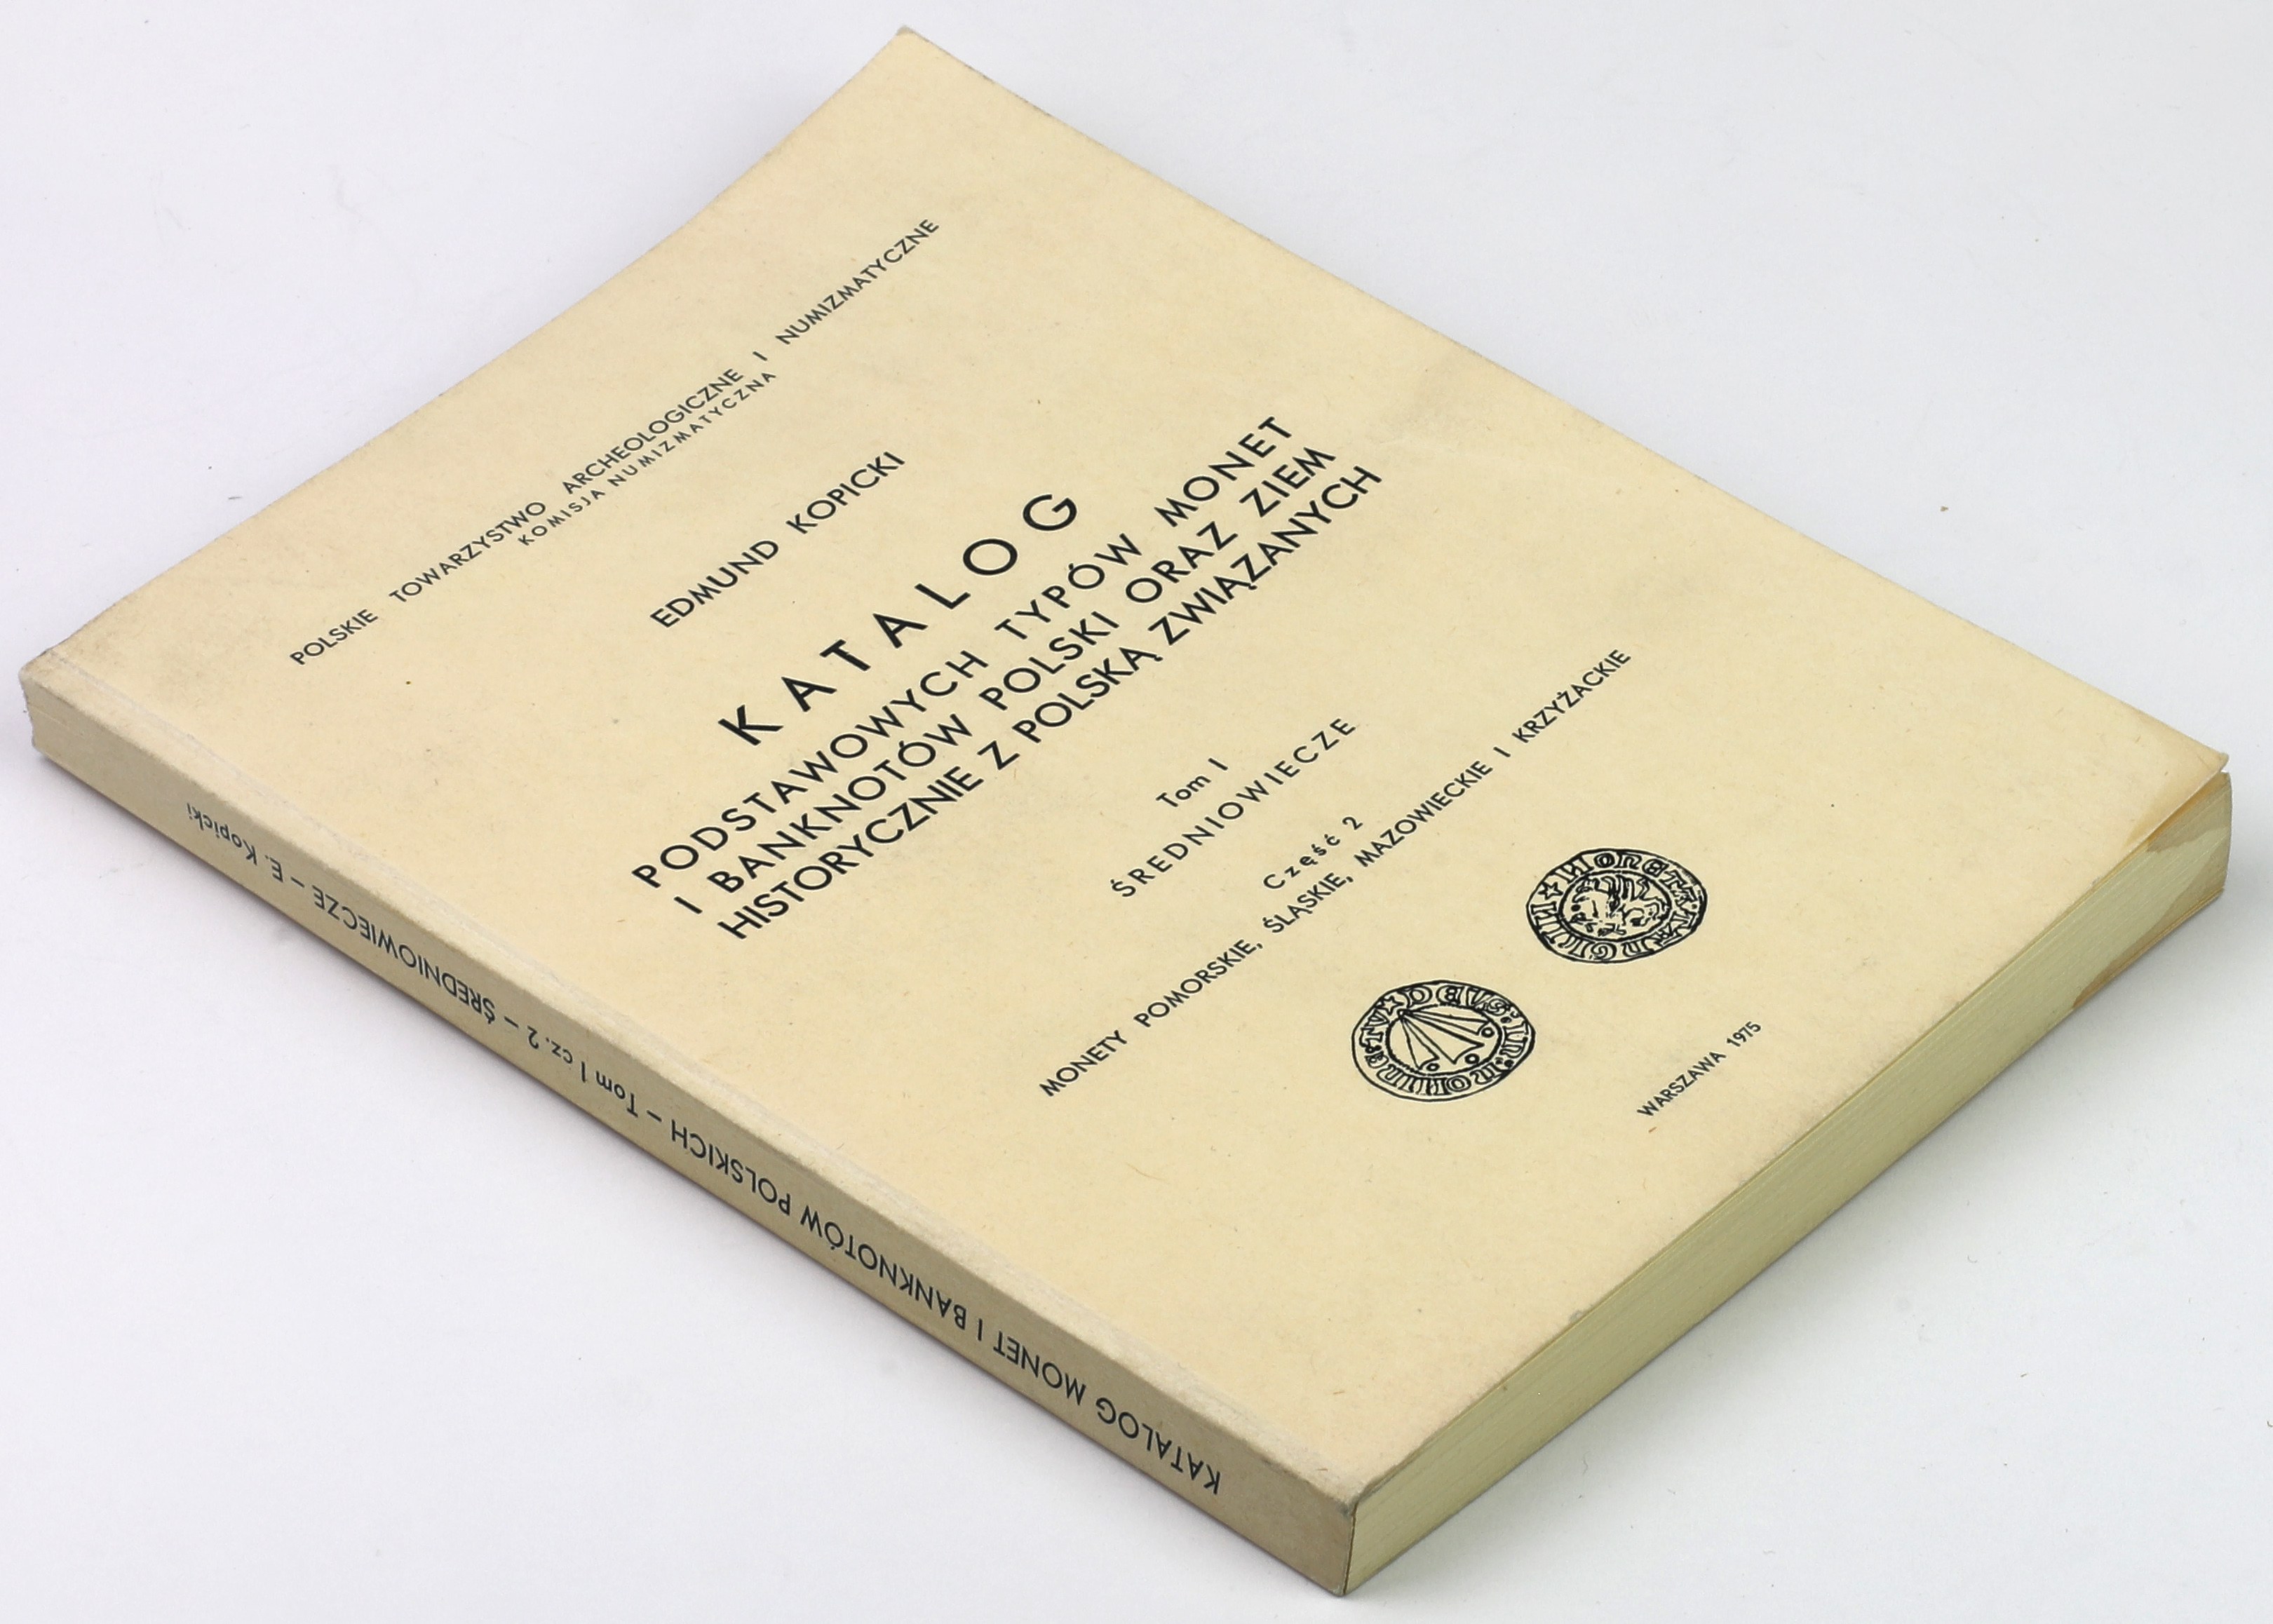 POLSKIE TOWARZYSTWO ARCHEOLOGICZNE I NUMIZMATYCZNE
KOMISJA NUMIZMATYCZNA
EDMUND KOPICKI
KATALOG
PODSTAWOWYCH TYPÓW MONET
I BANKNOTÓW POLSKI ORAZ ZIEM
HISTORYCZNIE Z POLSKĄ ZWIĄZANYCH
Tom I
ŚREDNIOWIECZE
Część 2
MONETY POMORSKIE, ŚLĄSKIE, MAZOWIECKIE I KRZYŻACKIE
WARSZAWA 1975
KATALOG MONET I BANKNOTÓW POLSKICH – Tom I cz. 2 – ŚREDNIOWIECZE – E. Kopicki